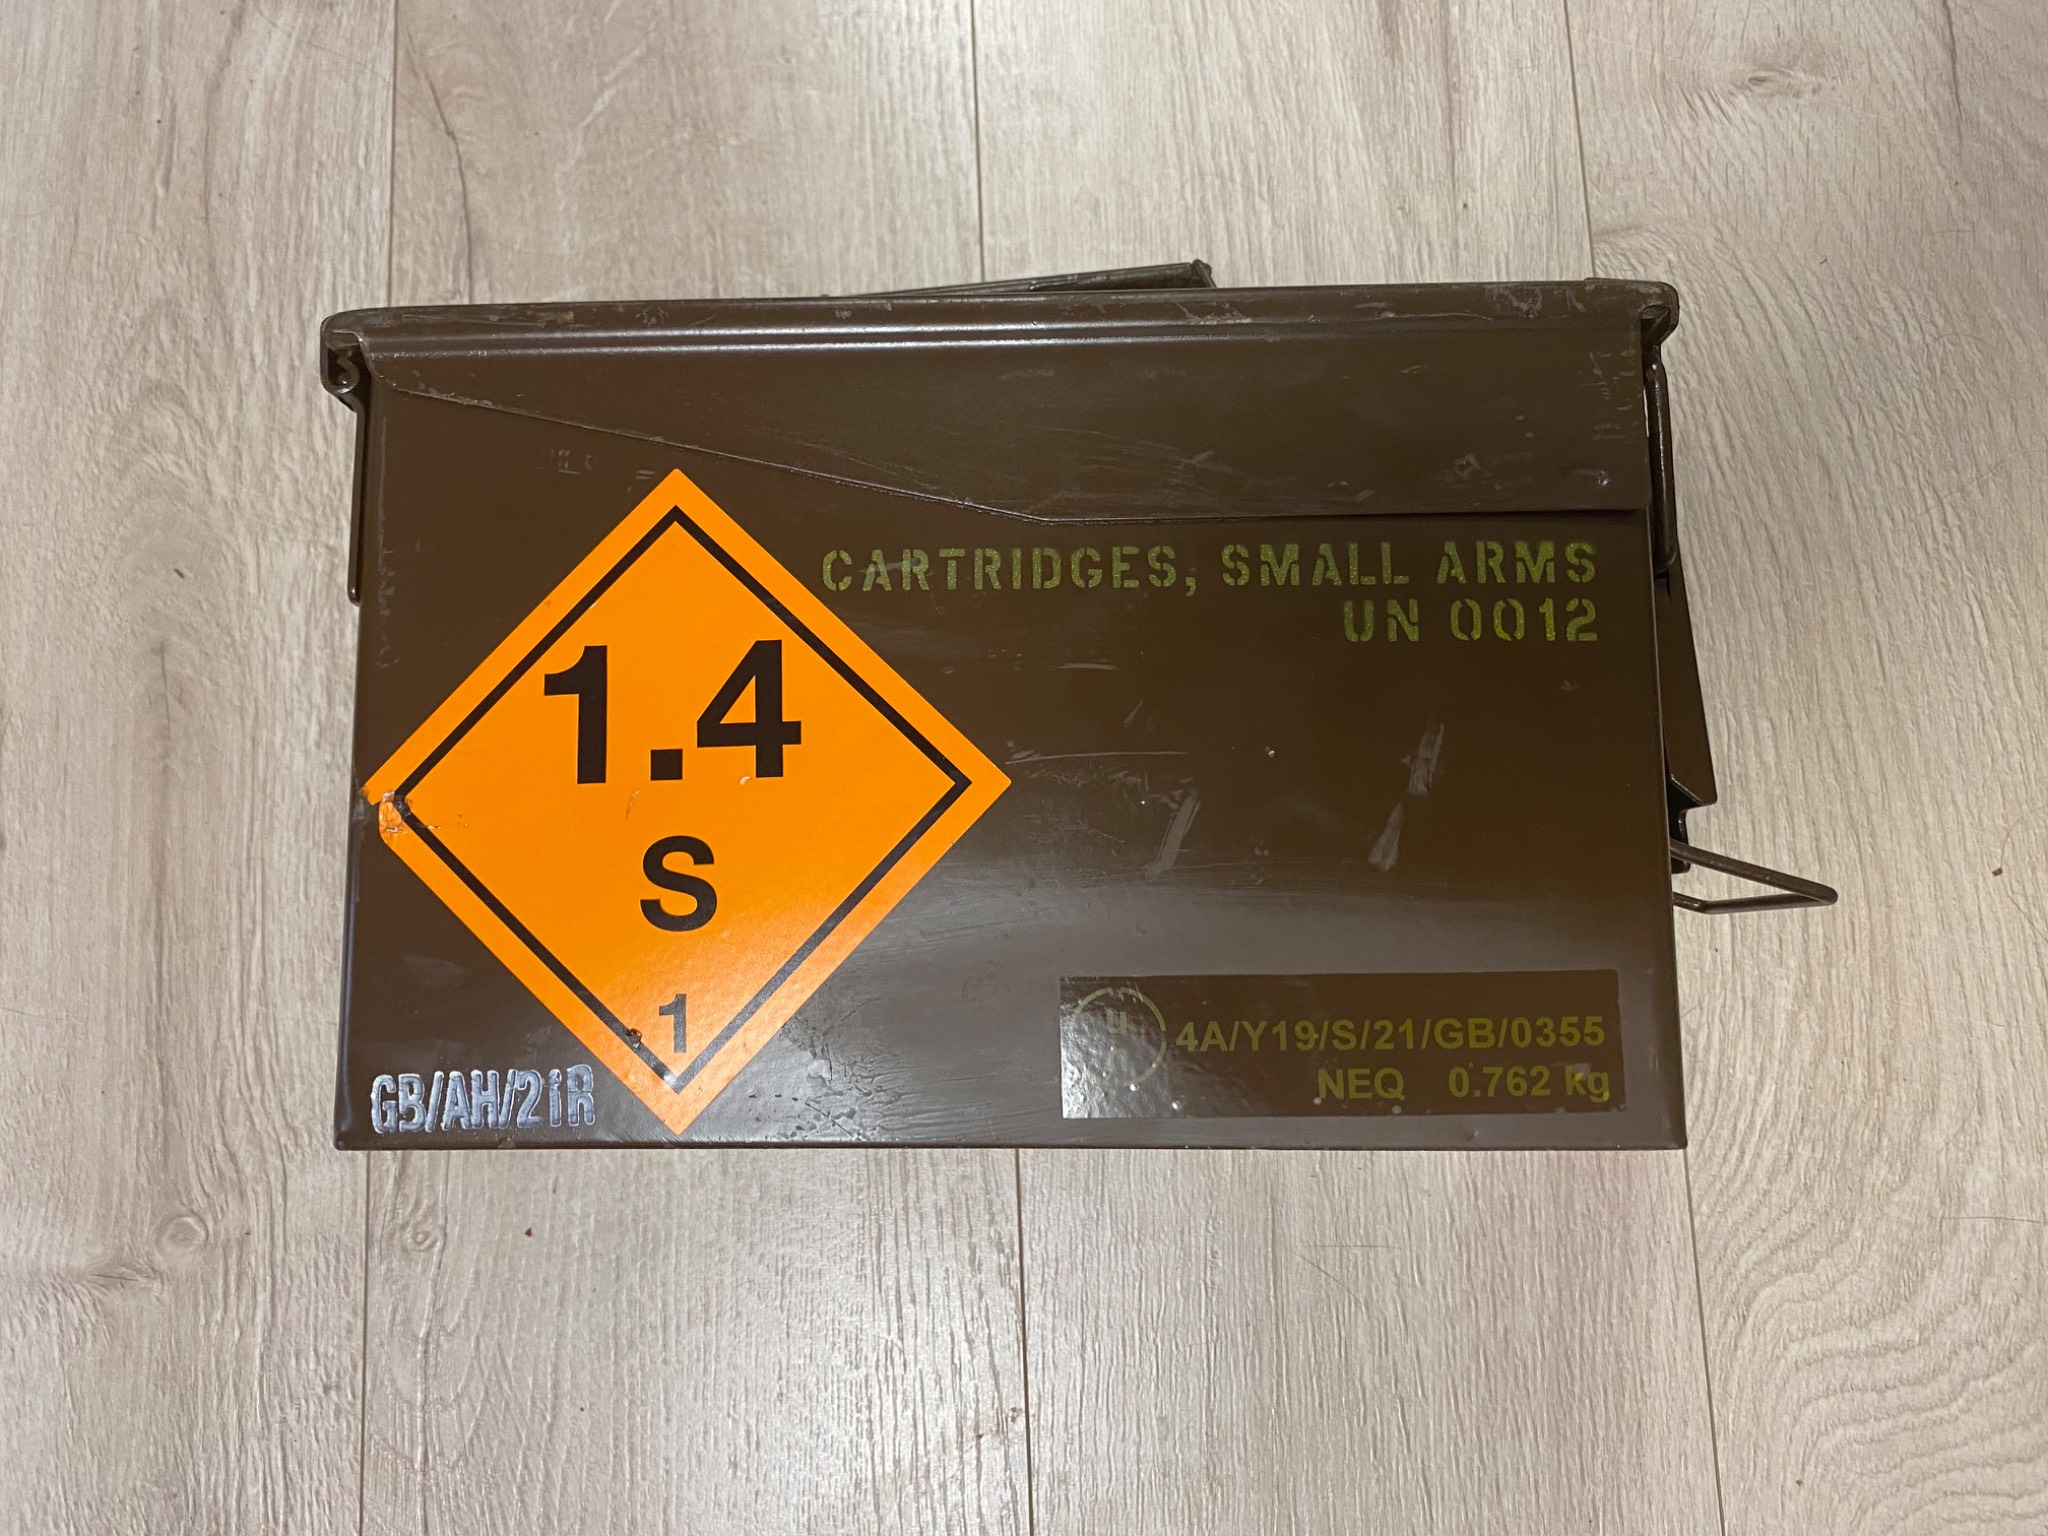 CARTRIDGES, SMALL ARMS
UN 0012
1.4
S
1
GB/AH/21R
u
n
4A/Y19/S/21/GB/0355
NEQ 0.762 kg